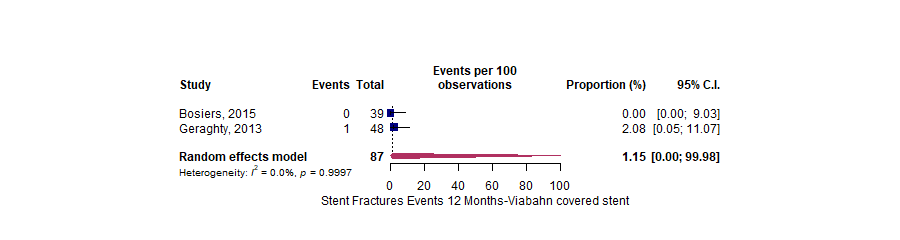 Events per 100
Study Events Total observations Proportion (%) 95% C.I.
Bosiers, 2015 0 39 0.00 [0.00; 9.03]
Geraghty, 2013 1 48 2.08 [0.05; 11.07]
Random effects model 87 1.15 [0.00; 99.98]
Heterogeneity: I² = 0.0%, p = 0.9997
0 20 40 60 80 100
Stent Fractures Events 12 Months-Viabahn covered stent